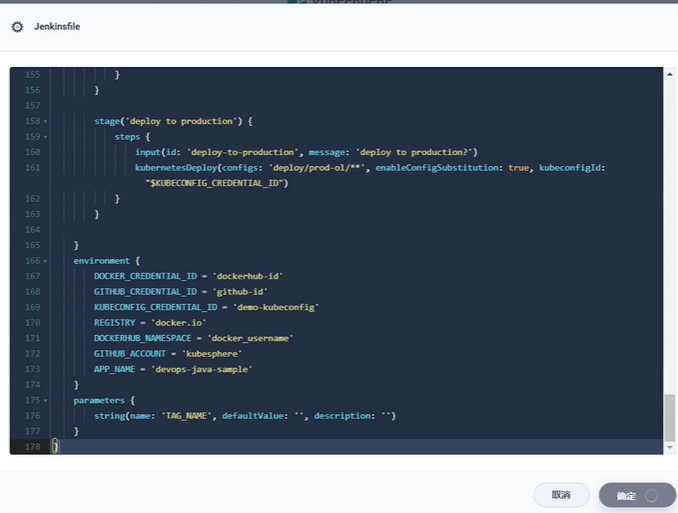 Jenkinsfile
155 }
156 }
157
158 stage('deploy to production') {
159 steps {
160 input(id: 'deploy-to-production', message: 'deploy to production?')
161 kubernetesDeploy(configs: 'deploy/prod-ol/**', enableConfigSubstitution: true, kubeconfigId:
"$KUBECONFIG_CREDENTIAL_ID")
162 }
163 }
164
165 }
166 environment {
167 DOCKER_CREDENTIAL_ID = 'dockerhub-id'
168 GITHUB_CREDENTIAL_ID = 'github-id'
169 KUBECONFIG_CREDENTIAL_ID = 'demo-kubeconfig'
170 REGISTRY = 'docker.io'
171 DOCKERHUB_NAMESPACE = 'docker_username'
172 GITHUB_ACCOUNT = 'kubesphere'
173 APP_NAME = 'devops-java-sample'
174 }
175 parameters {
176 string(name: 'TAG_NAME', defaultValue: '', description: '')
177 }
178 }
取消 确定